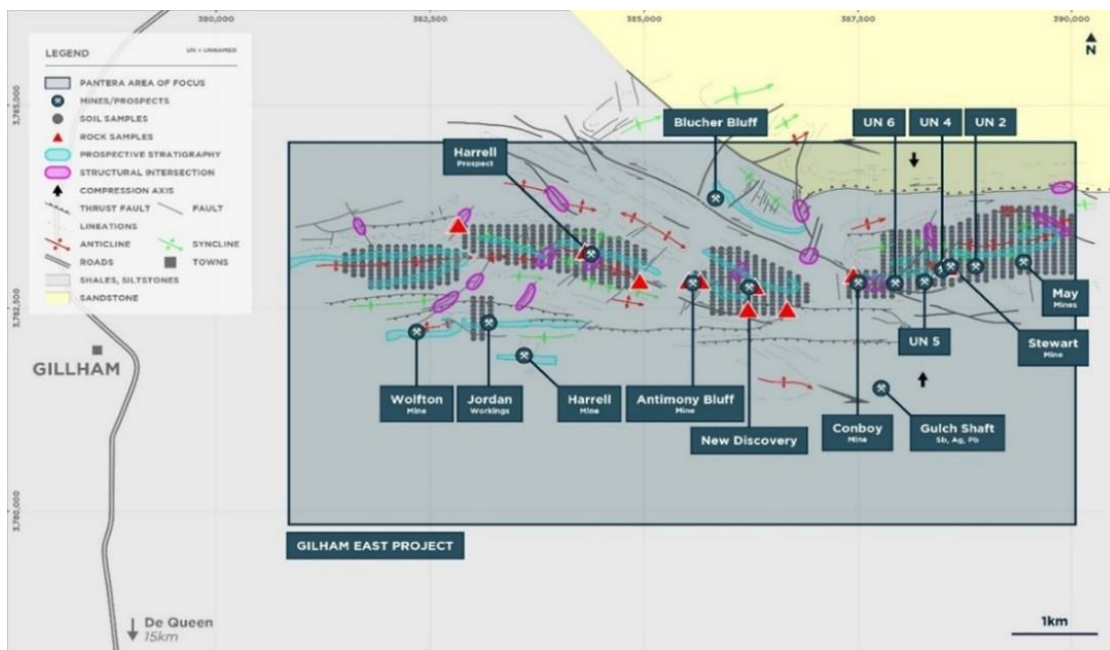 380,000
382,500
385,000
387,500
390,000
LEGEND
UN = UNNAMED
PANTERA AREA OF FOCUS
MINES/PROSPECTS
SOIL SAMPLES
ROCK SAMPLES
PROSPECTIVE STRATIGRAPHY
STRUCTURAL INTERSECTION
COMPRESSION AXIS
THRUST FAULT
FAULT
LINEATIONS
ANTICLINE
SYNCLINE
ROADS
TOWNS
SHALES, SILTSTONES
SANDSTONE
N
3,785,000
3,782,500
3,780,000
Blucher Bluff
UN 6
UN 4
UN 2
Harrell
Prospect
May
Mines
UN 5
Stewart
Mine
GILLHAM
Wolfton
Mine
Jordan
Workings
Harrell
Mine
Antimony Bluff
Mine
New Discovery
Conboy
Mine
Gulch Shaft
Sb, Ag, Pb
GILHAM EAST PROJECT
De Queen
15km
1km